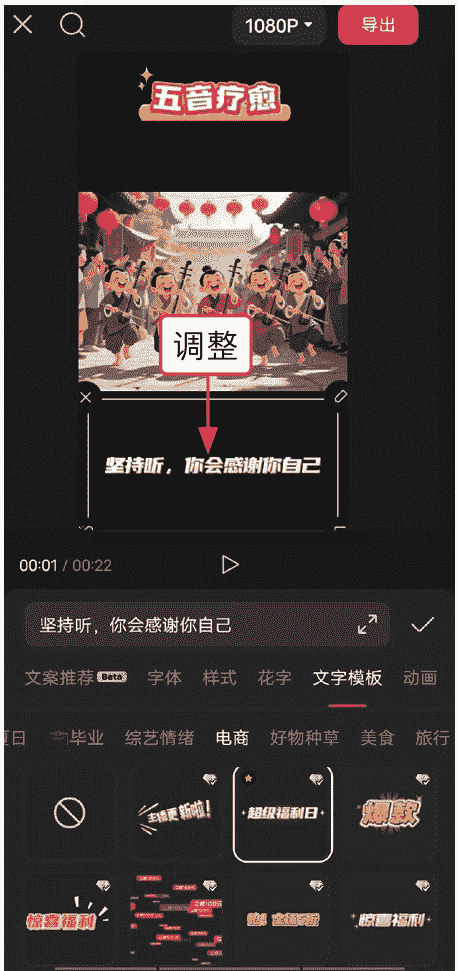 1080P
导出
五音疗愈
调整
坚持听，你会感谢你自己
00:01 / 00:22
坚持听，你会感谢你自己
文案推荐 Beta 字体 样式 花字 文字模板 动画
夏日 毕业 综艺情绪 电商 好物种草 美食 旅行
主播更新啦！ 超级福利日 爆款
惊喜福利 惊喜福利